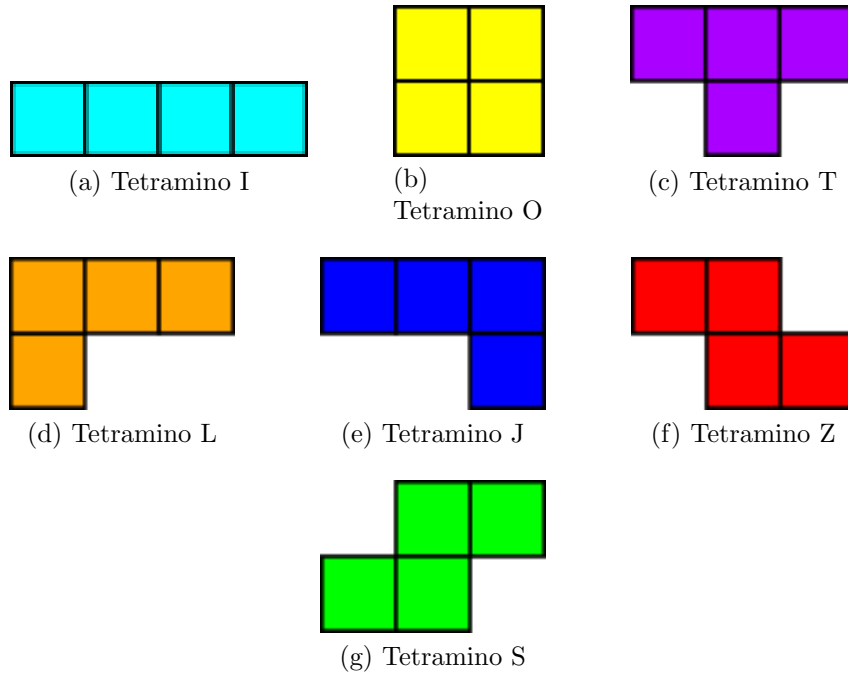 (a) Tetramino I
(b)
Tetramino O
(c) Tetramino T
(d) Tetramino L
(e) Tetramino J
(f) Tetramino Z
(g) Tetramino S